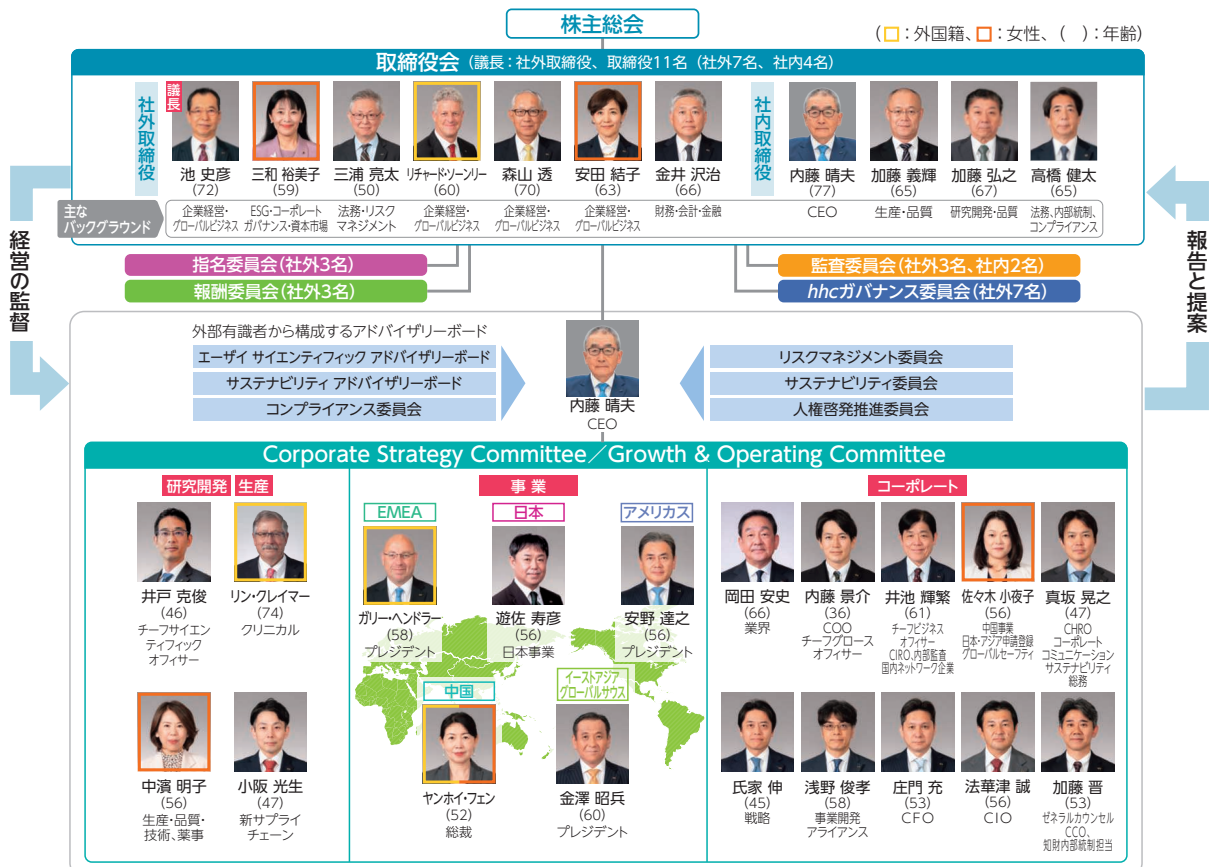 株主総会
(□：外国籍、□：女性、( )：年齢)
取締役会 (議長：社外取締役、取締役11名（社外7名、社内4名）
社外取締役
議長
池 史彦
(72)
三和 裕美子
(59)
三浦 亮太
(50)
リチャード・ソーンリー
(60)
森山 透
(70)
安田 結子
(63)
金井 沢治
(66)
社内取締役
内藤 晴夫
(77)
加藤 義輝
(65)
加藤 弘之
(67)
高橋 健太
(65)
主な
バックグラウンド
企業経営・
グローバルビジネス
ESG・コーポレート
ガバナンス・資本市場
法務・リスク
マネジメント
企業経営・
グローバルビジネス
企業経営・
グローバルビジネス
企業経営・
グローバルビジネス
財務・会計・金融
CEO
生産・品質
研究開発・品質
法務、内部統制、
コンプライアンス
経営の監督
報告と提案
指名委員会(社外3名)
報酬委員会(社外3名)
監査委員会(社外3名、社内2名)
hhcガバナンス委員会(社外7名)
外部有識者から構成するアドバイザリーボード
エーザイ サイエンティフィック アドバイザリーボード
サステナビリティ アドバイザリーボード
コンプライアンス委員会
内藤 晴夫
CEO
リスクマネジメント委員会
サステナビリティ委員会
人権啓発推進委員会
Corporate Strategy Committee／Growth & Operating Committee
研究開発 生産
井戸 克俊
(46)
チーフサイエン
ティフィック
オフィサー
リン・クレイマー
(74)
クリニカル
中濱 明子
(56)
生産・品質・
技術、薬事
小阪 光生
(47)
新サプライ
チェーン
事業
EMEA
ガリー・ヘンドラー
(58)
プレジデント
日本
遊佐 寿彦
(56)
日本事業
アメリカス
安野 達之
(56)
プレジデント
中国
ヤンホイ・フェン
(52)
総裁
イーストアジア
グローバルサウス
金澤 昭兵
(60)
プレジデント
コーポレート
岡田 安史
(66)
業界
内藤 景介
(36)
COO
チーフグロース
オフィサー
井池 輝繁
(61)
チーフビジネス
オフィサー
CIRO、内部監査
国内ネットワーク企業
佐々木 小夜子
(56)
中国事業
日本・アジア申請登録
グローバルセーフティ
真坂 晃之
(47)
CHRO
コーポレート
コミュニケーション
サステナビリティ
総務
氏家 伸
(45)
戦略
浅野 俊孝
(58)
事業開発
アライアンス
庄門 充
(53)
CFO
法華津 誠
(56)
CIO
加藤 晋
(53)
ゼネラルカウンセル
CCO、
知財内部統制担当